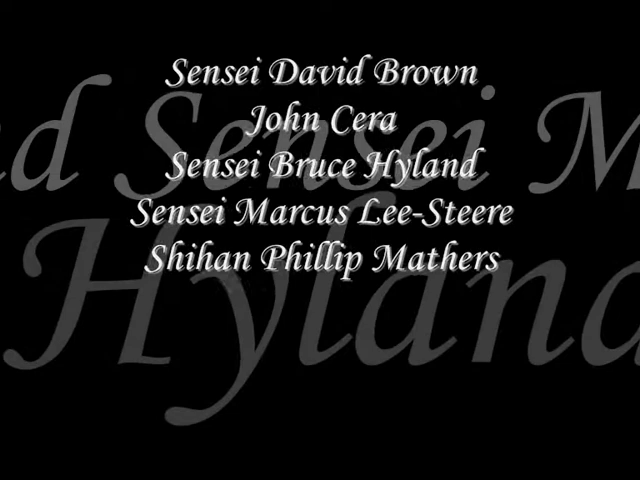 Sensei David Brown
John Cera
Sensei Bruce Hyland
Sensei Marcus Lee-Steere
Shihan Phillip Mathers
Sensei
Hyland